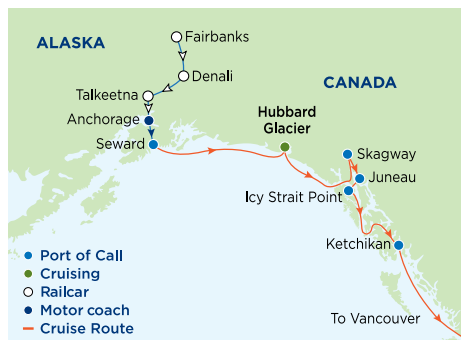 Fairbanks
ALASKA
Denali
CANADA
Talkeetna
Anchorage
Hubbard
Glacier
Seward
Skagway
Juneau
Icy Strait Point
Ketchikan
Port of Call
Cruising
Railcar
Motor coach
Cruise Route
To Vancouver